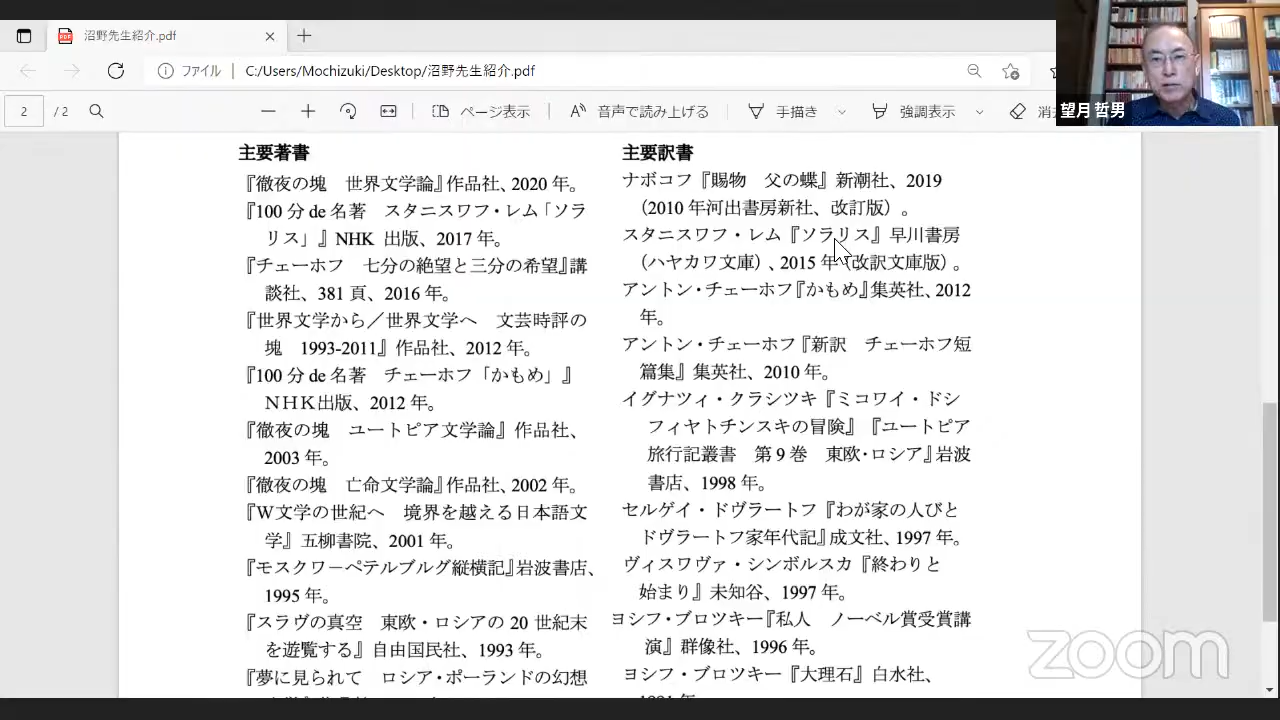 沼野先生紹介.pdf
ファイル
C:/Users/Mochizuki/Desktop/沼野先生紹介.pdf
2
/ 2
ページ表示
音声で読み上げる
手描き
強調表示
望月 哲男
主要著書
『徹夜の塊　世界文学論』作品社、2020 年。
『100 分 de 名著　スタニスワフ・レム「ソラ
リス」』NHK 出版、2017 年。
『チェーホフ　七分の絶望と三分の希望』講
談社、381 頁、2016 年。
『世界文学から／世界文学へ　文芸時評の
塊　1993-2011』作品社、2012 年。
『100 分 de 名著　チェーホフ「かもめ」』
ＮＨＫ出版、2012 年。
『徹夜の塊　ユートピア文学論』作品社、
2003 年。
『徹夜の塊　亡命文学論』作品社、2002 年。
『W文学の世紀へ　境界を越える日本語文
学』五柳書院、2001 年。
『モスクワ－ペテルブルグ縦横記』岩波書店、
1995 年。
『スラヴの真空　東欧・ロシアの 20 世紀末
を遊覧する』自由国民社、1993 年。
『夢に見られて　ロシア・ポーランドの幻想
主要訳書
ナボコフ『賜物　父の蝶』新潮社、2019
（2010 年河出書房新社、改訂版）。
スタニスワフ・レム『ソラリス』早川書房
（ハヤカワ文庫）、2015 年（改訳文庫版）。
アントン・チェーホフ『かもめ』集英社、2012
年。
アントン・チェーホフ『新訳　チェーホフ短
篇集』集英社、2010 年。
イグナツィ・クラシツキ『ミコワイ・ドシ
フィヤトチンスキの冒険』『ユートピア
旅行記叢書　第 9 巻　東欧・ロシア』岩波
書店、1998 年。
セルゲイ・ドヴラートフ『わが家の人びと
ドヴラートフ家年代記』成文社、1997 年。
ヴィスワヴァ・シンボルスカ『終わりと
始まり』未知谷、1997 年。
ヨシフ・ブロツキー『私人　ノーベル賞受賞講
演』群像社、1996 年。
ヨシフ・ブロツキー『大理石』白水社、
zoom